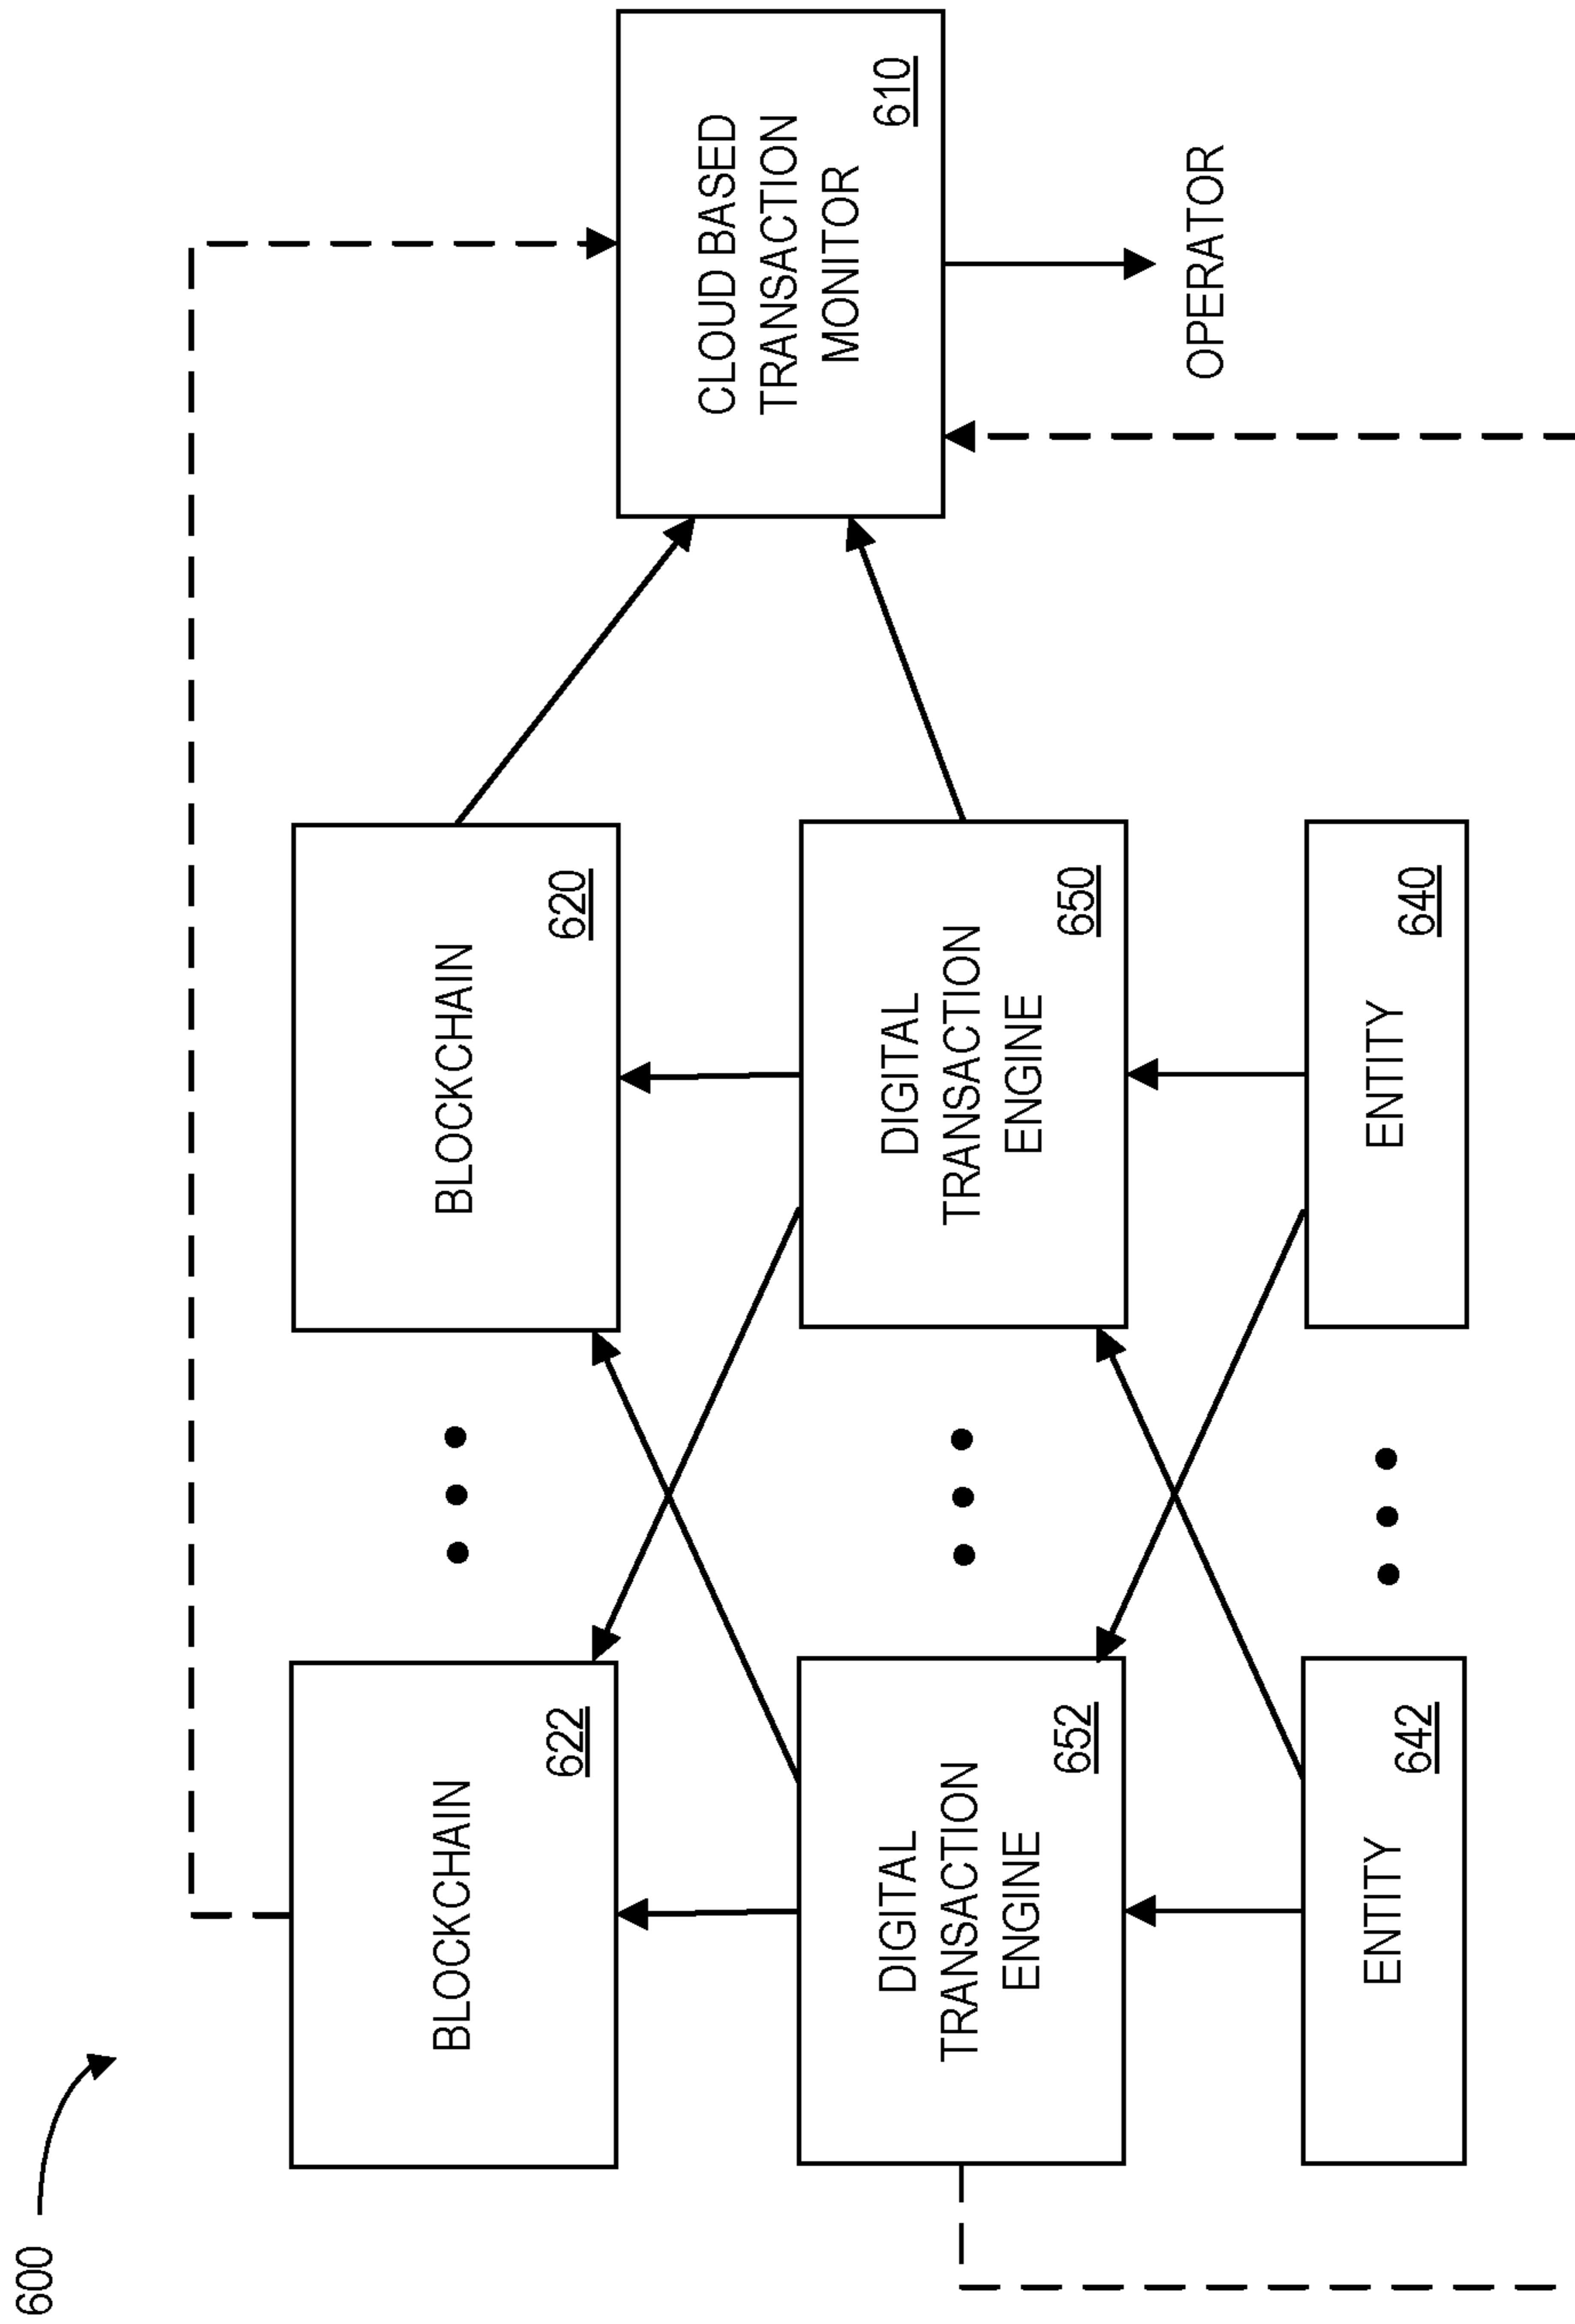 600
BLOCKCHAIN
622
BLOCKCHAIN
620
CLOUD BASED
TRANSACTION
MONITOR
610
DIGITAL
TRANSACTION
ENGINE
652
DIGITAL
TRANSACTION
ENGINE
650
OPERATOR
ENTITY
642
ENTITY
640